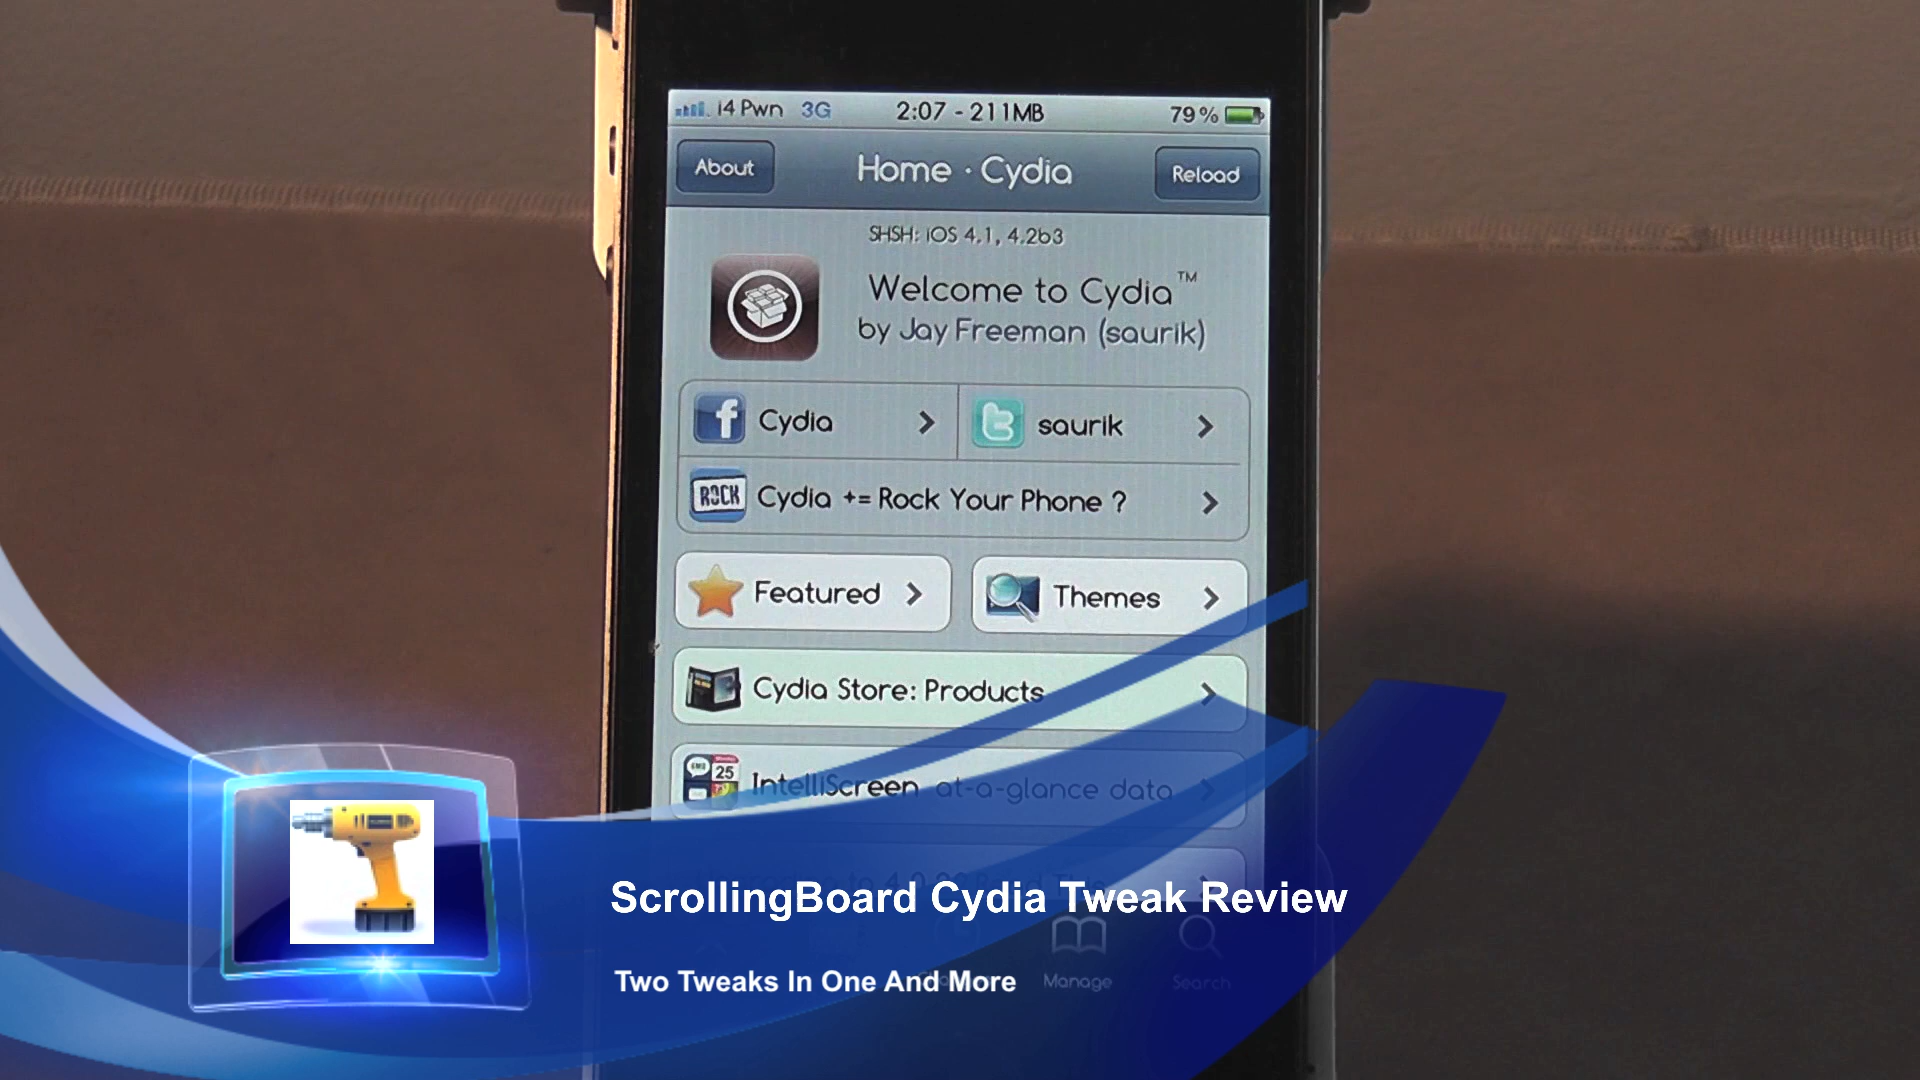 i4 Pwn 3G 2:07 - 211MB 79%
About Home · Cydia Reload
SHSH: iOS 4.1, 4.2b3
Welcome to Cydia™
by Jay Freeman (saurik)
Cydia saurik
ROCK Cydia += Rock Your Phone ?
Featured Themes
Cydia Store: Products
25 IntelliScreen at-a-glance data
ScrollingBoard Cydia Tweak Review
Two Tweaks In One And More
Manage Search